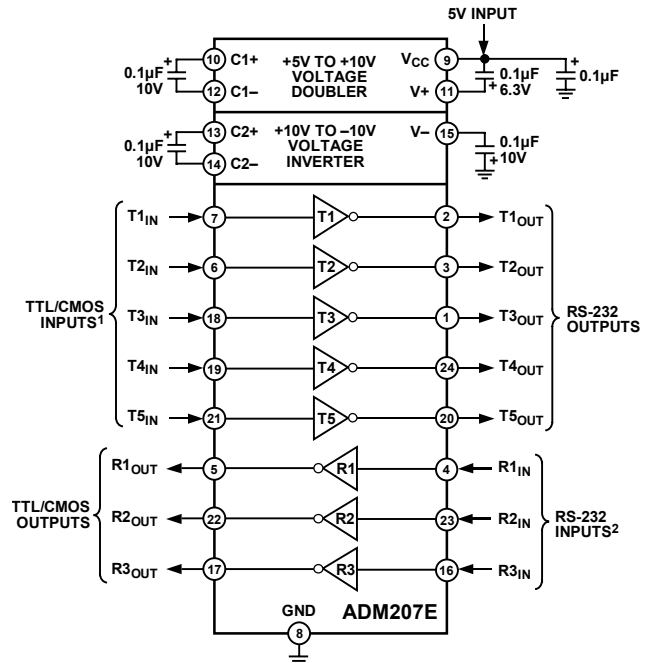 5V INPUT
10 C1+ +5V TO +10V VOLTAGE DOUBLER VCC 9
0.1µF 10V
12 C1– V+ 11
+ 0.1µF 6.3V
+ 0.1µF
13 C2+ +10V TO –10V VOLTAGE INVERTER V– 15
+ 0.1µF 10V
14 C2–
+ 0.1µF 10V
T1IN 7 T1 2 T1OUT
T2IN 6 T2 3 T2OUT
TTL/CMOS INPUTS1
T3IN 18 T3 1 T3OUT
RS-232 OUTPUTS
T4IN 19 T4 24 T4OUT
T5IN 21 T5 20 T5OUT
R1OUT 5 R1 4 R1IN
TTL/CMOS OUTPUTS
R2OUT 22 R2 23 R2IN
RS-232 INPUTS2
R3OUT 17 R3 16 R3IN
GND ADM207E
8